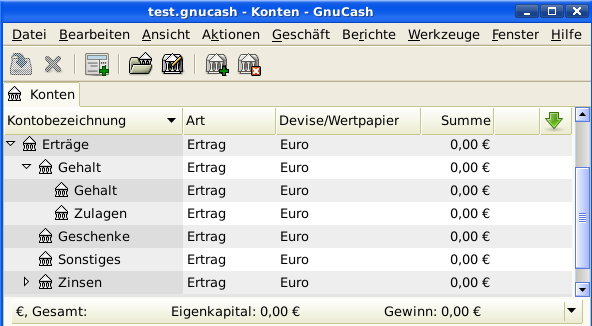 test.gnucash - Konten - GnuCash
Datei Bearbeiten Ansicht Aktionen Geschäft Berichte Werkzeuge Fenster Hilfe
Konten
Kontobezeichnung Art Devise/Wertpapier Summe
Erträge Ertrag Euro 0,00 €
Gehalt Ertrag Euro 0,00 €
Gehalt Ertrag Euro 0,00 €
Zulagen Ertrag Euro 0,00 €
Geschenke Ertrag Euro 0,00 €
Sonstiges Ertrag Euro 0,00 €
Zinsen Ertrag Euro 0,00 €
€, Gesamt: Eigenkapital: 0,00 € Gewinn: 0,00 €